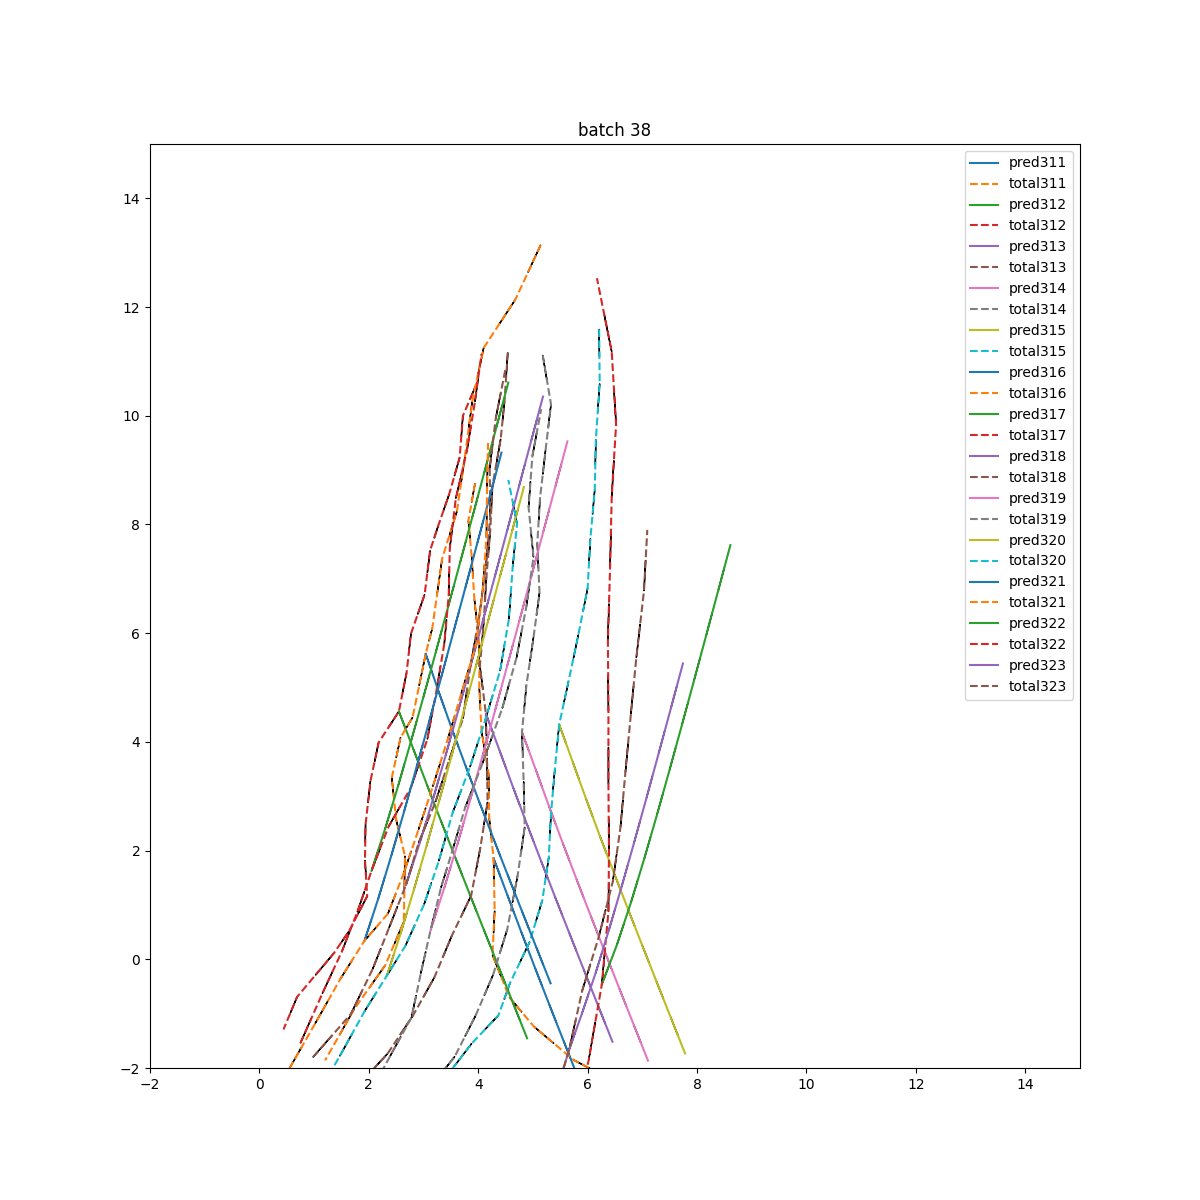 batch 38
14
12
10
8
6
4
2
0
−2
−2 0 2 4 6 8 10 12 14
pred311
total311
pred312
total312
pred313
total313
pred314
total314
pred315
total315
pred316
total316
pred317
total317
pred318
total318
pred319
total319
pred320
total320
pred321
total321
pred322
total322
pred323
total323